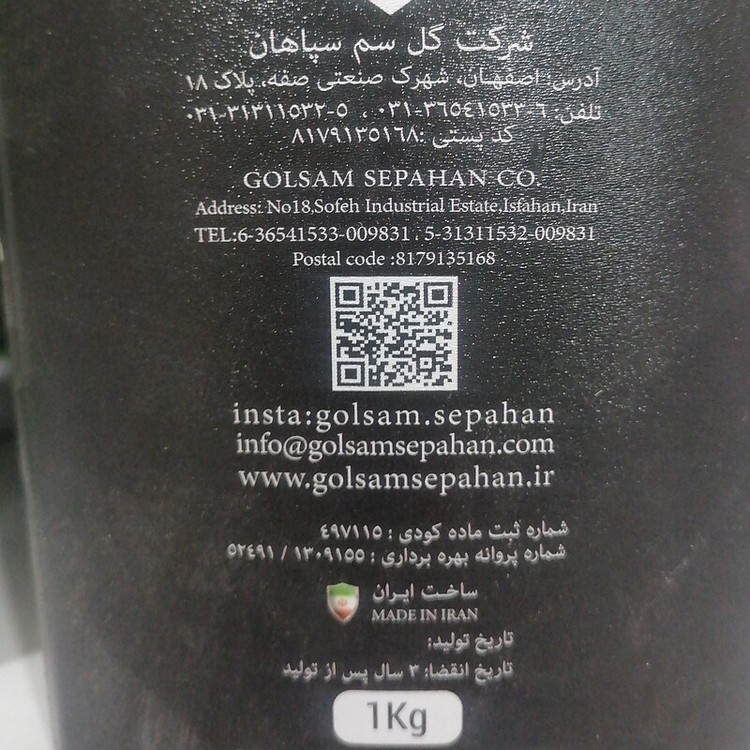 شرکت گل سم سپاهان
آدرس: اصفهان، شهرک صنعتی صفه، پلاک ۱۸
تلفن: ۶-۰۳۱-۳۶۵٤۱۵۳۳ ، ۵-۰۳۱-۳۱۳۱۱۵۳۲
کد پستی :۸۱۷۹۱۳۵۱۶۸
GOLSAM SEPAHAN CO.
Address: No18,Sofeh Industrial Estate,Isfahan,Iran
TEL:6-36541533-009831 . 5-31311532-009831
Postal code :8179135168
insta:golsam.sepahan
info@golsamsepahan.com
www.golsamsepahan.ir
شماره ثبت ماده کودی : ٤۹۷۱۱۵
شماره پروانه بهره برداری : ۱۳۰۹۱۵۵ / ۵۲٤۹۱
ساخت ایران
MADE IN IRAN
تاریخ تولید:
تاریخ انقضا: ۳ سال پس از تولید
1Kg